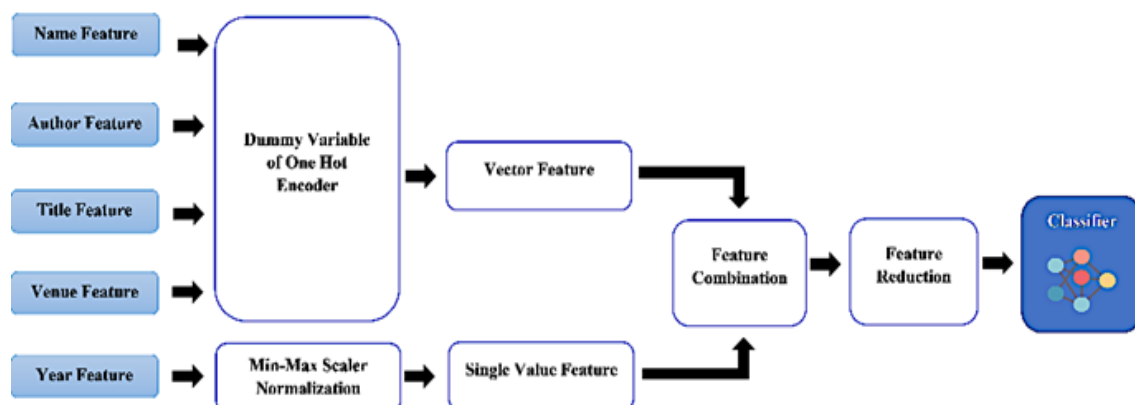 Name Feature
Author Feature
Title Feature
Venue Feature
Year Feature
Dummy Variable
of One Hot
Encoder
Min-Max Scaler
Normalization
Vector Feature
Single Value Feature
Feature
Combination
Feature
Reduction
Classifier